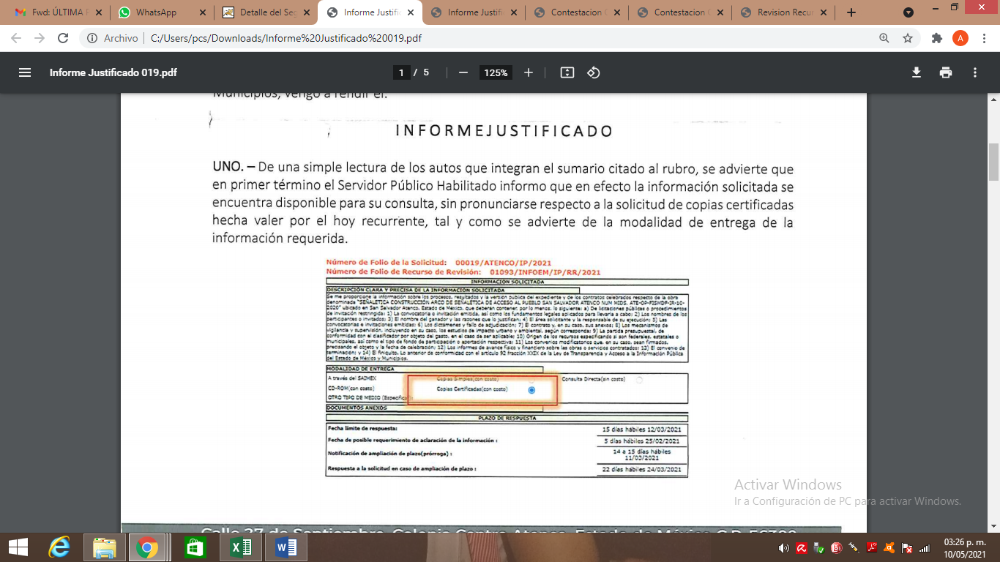 Fwd: ÚLTIMA
WhatsApp
Detalle del Seg
Informe Justifi
Informe Justifi
Contestacion
Contestacion
Revision Recur
Archivo
C:/Users/pcs/Downloads/Informe%20Justificado%20019.pdf
A
Informe Justificado 019.pdf
1 / 5
125%
Municipios, vengo a rendir el:
INFORMEJUSTIFICADO
UNO. – De una simple lectura de los autos que integran el sumario citado al rubro, se advierte que
en primer término el Servidor Público Habilitado informo que en efecto la información solicitada se
encuentra disponible para su consulta, sin pronunciarse respecto a la solicitud de copias certificadas
hecha valer por el hoy recurrente, tal y como se advierte de la modalidad de entrega de la
información requerida.
Número de Folio de la Solicitud: 00019/ATENCO/IP/2021
Número de Folio de Recurso de Revisión: 01093/INFOEM/IP/RR/2021
INFORMACIÓN SOLICITADA
DESCRIPCIÓN CLARA Y PRECISA DE LA INFORMACIÓN SOLICITADA
Se me proporcione la información sobre los procesos, resultados y la versión pública del expediente y de los contratos celebrados respecto de la obra
denominada "SEÑALETICA CONSTRUCCIÓN ARCO DE SEÑALETICA DE ACCESO AL PUEBLO SAN SALVADOR ATENCO NUM MIDS. ATE-OP-FISMDF-IR-10-
2020" ubicado en San Salvador Atenco, Estado de México, que deberán contener, por lo menos, lo siguiente: a) De licitaciones públicas o procedimientos
de invitación restringida: 1) La convocatoria o invitación emitida, así como los fundamentos legales aplicados para llevarla a cabo; 2) Los nombres de los
participantes o invitados; 3) El nombre del ganador y las razones que lo justifican; 4) El área solicitante y la responsable de su ejecución; 5) Las
convocatorias e invitaciones emitidas; 6) Los dictámenes y fallo de adjudicación; 7) El contrato y, en su caso, sus anexos; 8) Los mecanismos de
vigilancia y supervisión, incluyendo en su caso, los estudios de impacto urbano y ambiental, según corresponda; 9) La partida presupuestal, de
conformidad con el clasificador por objeto del gasto, en el caso de ser aplicable; 10) Origen de los recursos especificando si son federales, estatales o
municipales, así como el tipo de fondo de participación o aportación respectiva; 11) Los convenios modificatorios que, en su caso, sean firmados,
precisando el objeto y la fecha de celebración; 12) Los informes de avance físico y financiero sobre las obras o servicios contratados; 13) El convenio de
terminación; y 14) El finiquito. Lo anterior de conformidad con el artículo 92 fracción XXIX de la Ley de Transparencia y Acceso a la Información Pública
del Estado de México y Municipios.
MODALIDAD DE ENTREGA
A través del SAIMEX Copias Simples(con costo) Consulta Directa(sin costo)
CD-ROM(con costo) Copias Certificadas(con costo)
OTRO TIPO DE MEDIO (Especificar):
DOCUMENTOS ANEXOS
PLAZO DE RESPUESTA
Fecha límite de respuesta: 15 días hábiles 12/03/2021
Fecha de posible requerimiento de aclaración de la información : 5 días hábiles 25/02/2021
Notificación de ampliación de plazo(prórroga) : 14 a 15 días hábiles
11/03/2021
Respuesta a la solicitud en caso de ampliación de plazo : 22 días hábiles 24/03/2021
Activar Windows
Ir a Configuración de PC para activar Windows.
Calle 27 de Septiembre, Colonia Centro Atenco, Estado de México C.P.
03:26 p. m.
10/05/2021